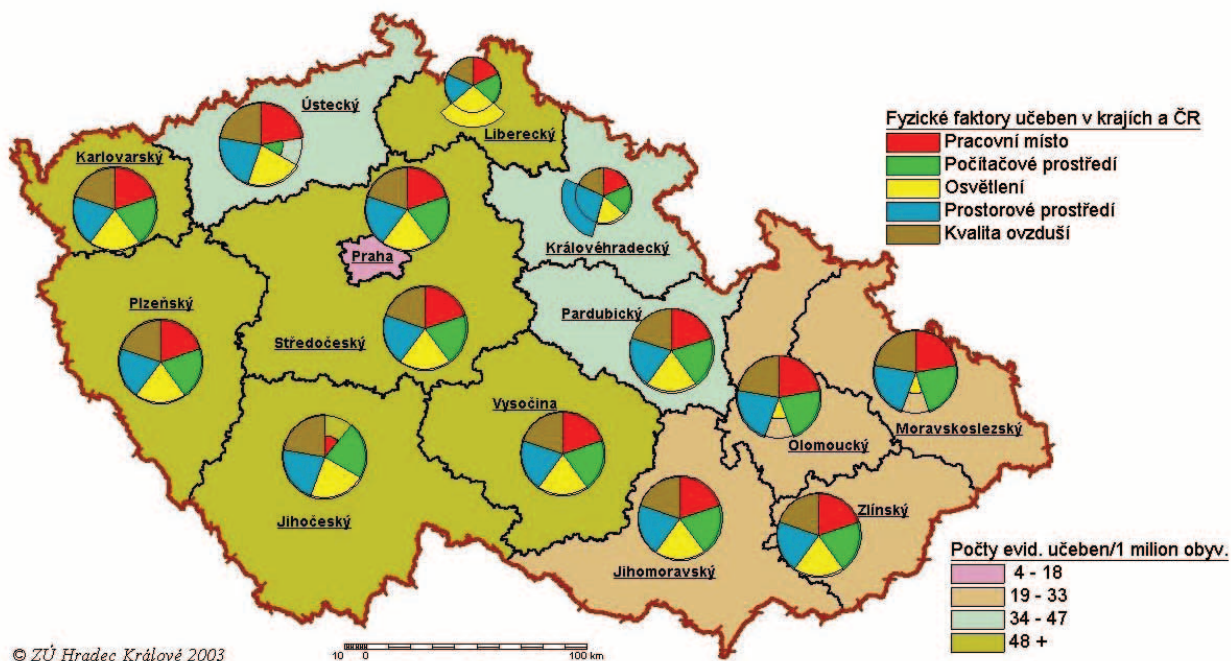 Ústecký
Liberecký
Karlovarský
Královéhradecký
Praha
Plzeňský
Pardubický
Středočeský
Vysočina
Olomoucký
Moravskoslezský
Jihočeský
Zlínský
Jihomoravský
Fyzické faktory učeben v krajích a ČR
Pracovní místo
Počítačové prostředí
Osvětlení
Prostorové prostředí
Kvalita ovzduší
Počty evid. učeben/1 milion obyv.
4 - 18
19 - 33
34 - 47
48 +
© ZÚ Hradec Králové 2003
10 0 100 km